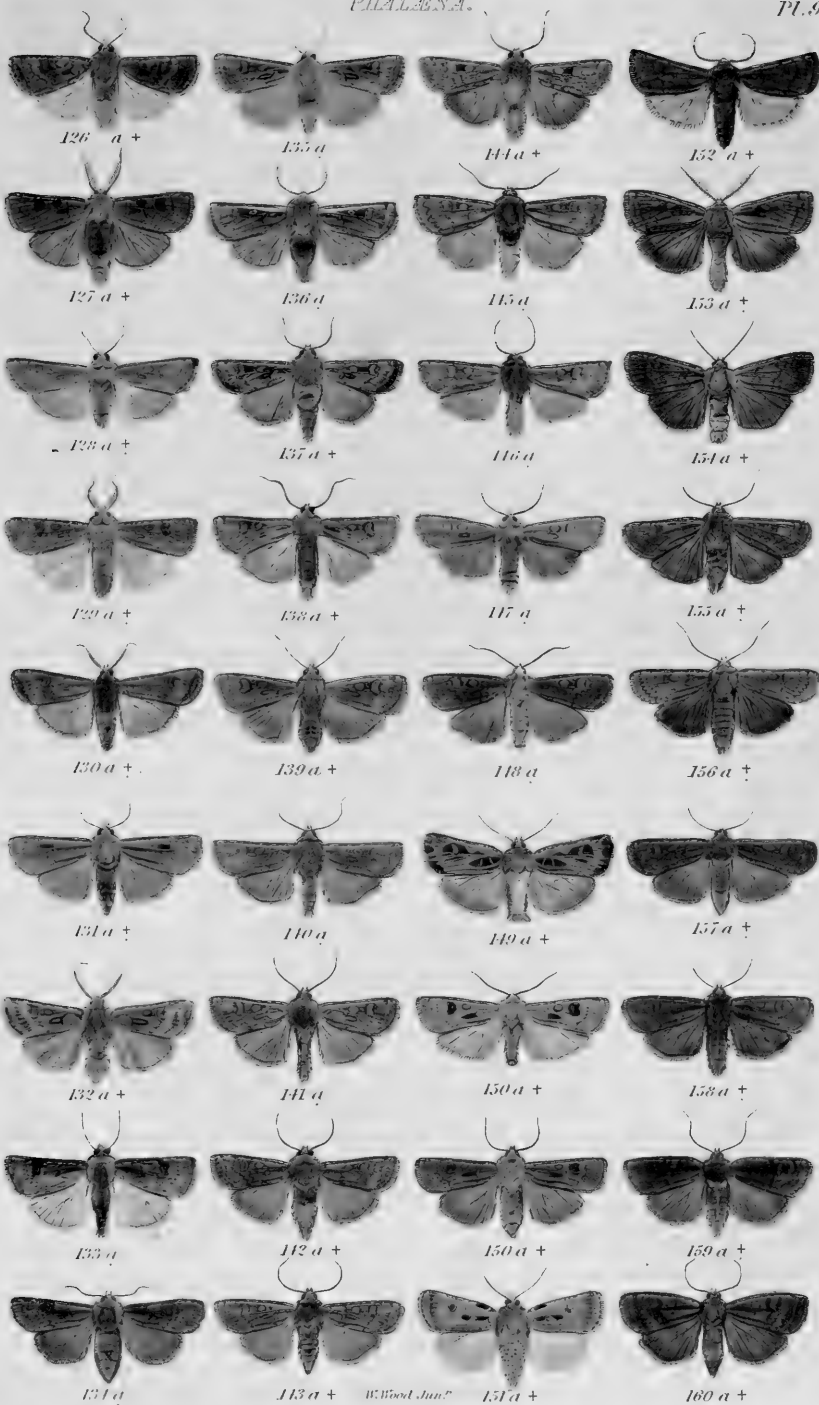 PHALÆNA.
Pl.9
126 a +
135 a
144 a +
152 a +
127 a +
136 a
145 a
153 a +
128 a +
137 a +
146 a
154 a +
129 a +
138 a +
147 a
155 a +
130 a +
139 a +
148 a
156 a +
131 a +
140 a
149 a +
157 a +
132 a +
141 a
150 a +
158 a +
133 a
142 a +
150 a +
159 a +
134 a
143 a +
W.Wood Junr
151 a +
160 a +